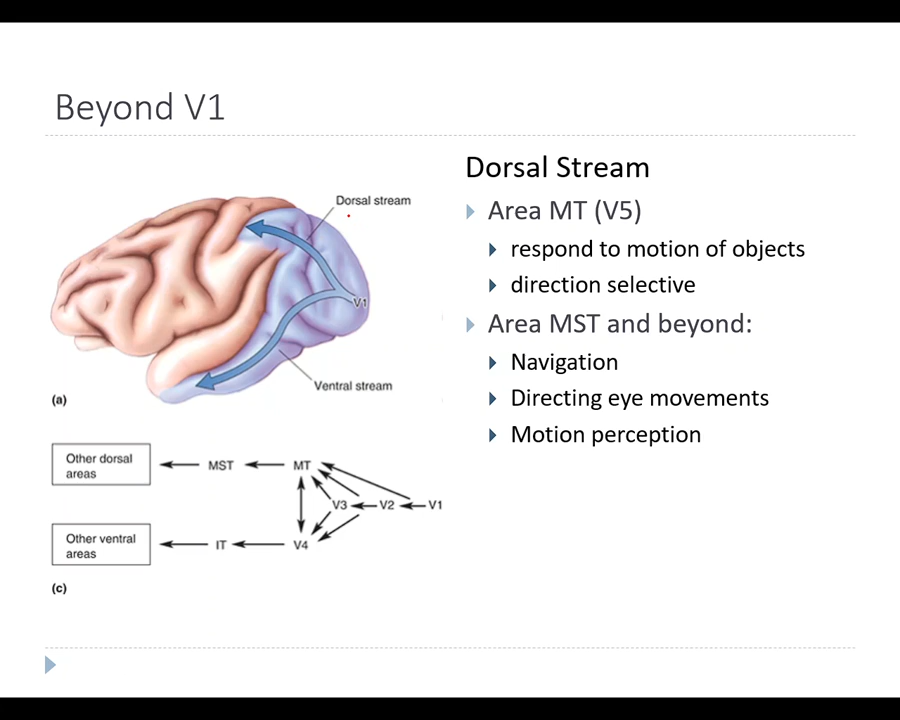 Beyond V1
Dorsal stream
V1
Ventral stream
(a)
Other dorsal
areas
MST
MT
V3
V2
V1
Other ventral
areas
IT
V4
(c)
Dorsal Stream
Area MT (V5)
respond to motion of objects
direction selective
Area MST and beyond:
Navigation
Directing eye movements
Motion perception